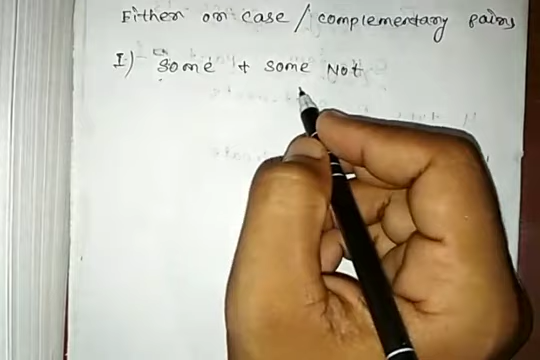 Either or case / complementary pairs
I) Some + some Not